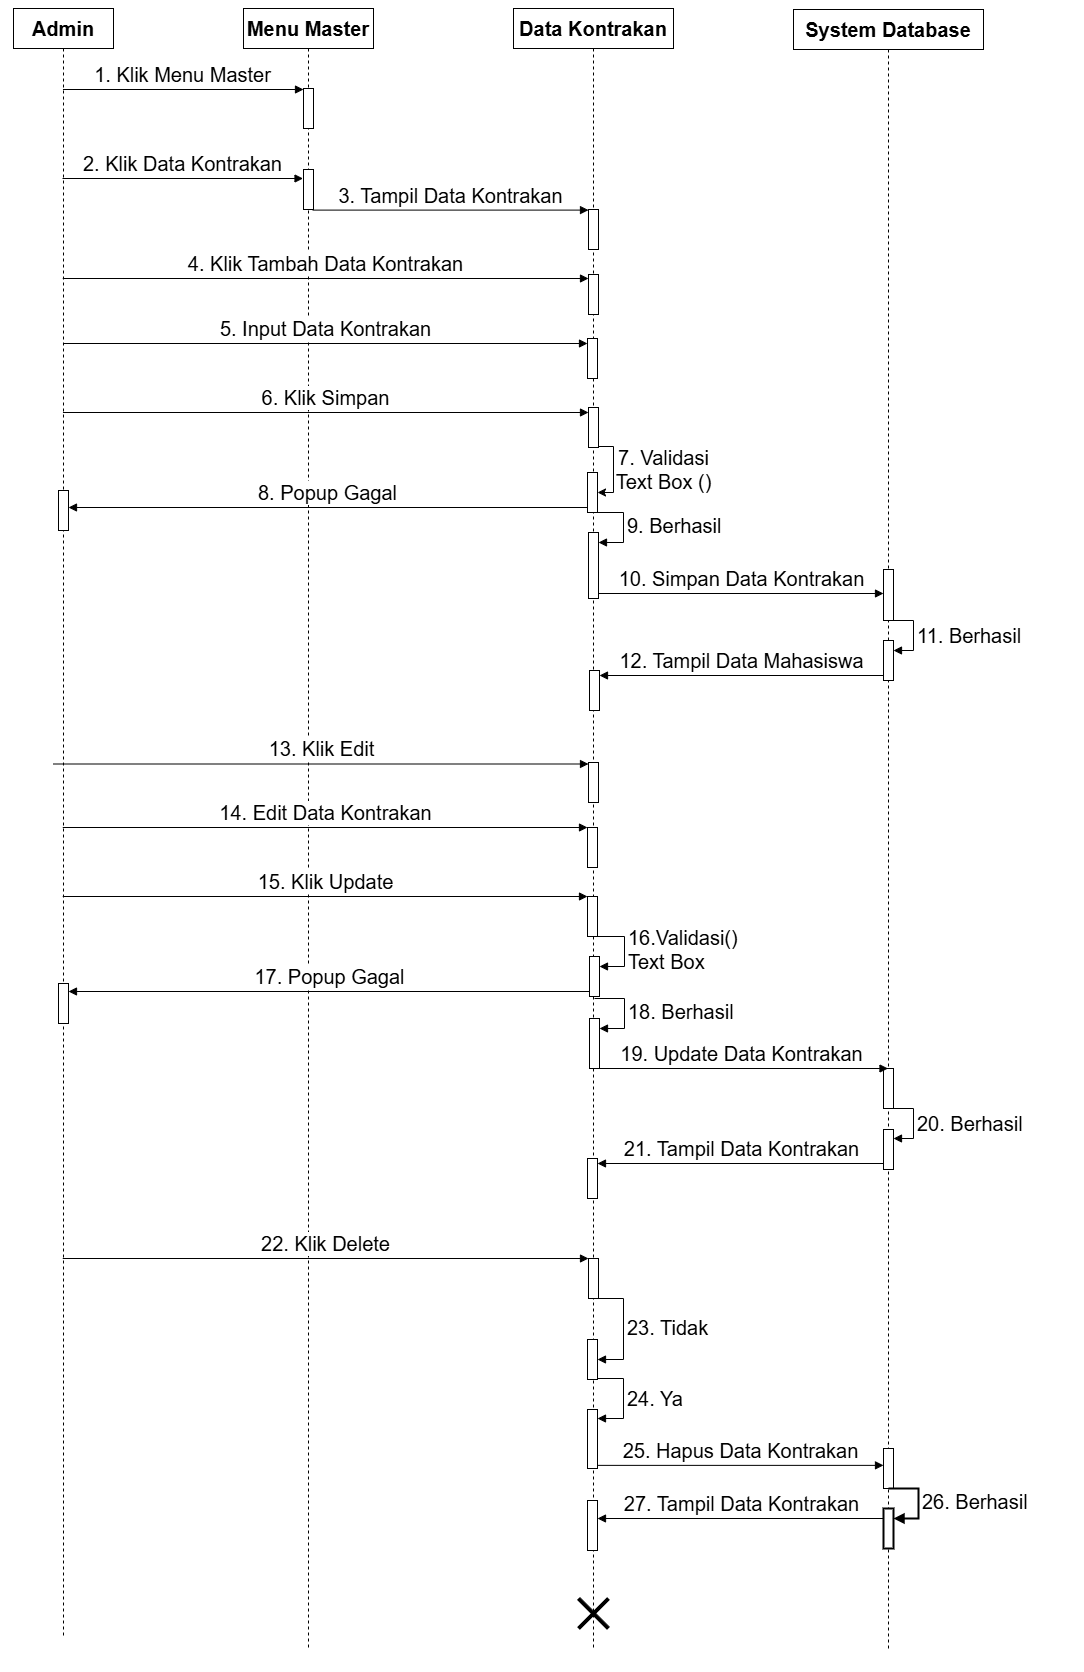 Admin
Menu Master
Data Kontrakan
System Database
1. Klik Menu Master
2. Klik Data Kontrakan
3. Tampil Data Kontrakan
4. Klik Tambah Data Kontrakan
5. Input Data Kontrakan
6. Klik Simpan
7. Validasi
Text Box ()
8. Popup Gagal
9. Berhasil
10. Simpan Data Kontrakan
11. Berhasil
12. Tampil Data Mahasiswa
13. Klik Edit
14. Edit Data Kontrakan
15. Klik Update
16.Validasi()
Text Box
17. Popup Gagal
18. Berhasil
19. Update Data Kontrakan
20. Berhasil
21. Tampil Data Kontrakan
22. Klik Delete
23. Tidak
24. Ya
25. Hapus Data Kontrakan
26. Berhasil
27. Tampil Data Kontrakan